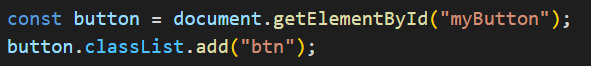 const button = document.getElementById("myButton");
button.classList.add("btn");